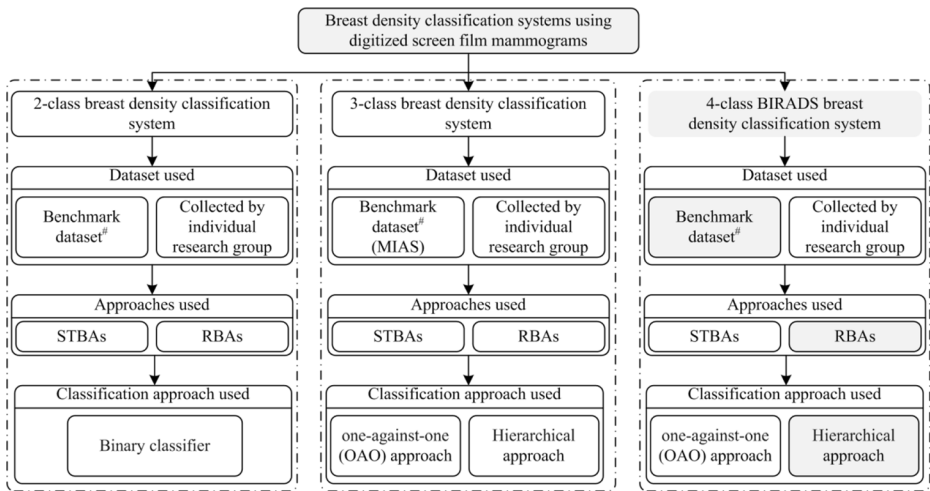 Breast density classification systems using
digitized screen film mammograms
2-class breast density classification
system
Dataset used
Benchmark
dataset#
Collected by
individual
research group
Approaches used
STBAs
RBAs
Classification approach used
Binary classifier
3-class breast density classification
system
Dataset used
Benchmark
dataset#
(MIAS)
Collected by
individual
research group
Approaches used
STBAs
RBAs
Classification approach used
one-against-one
(OAO) approach
Hierarchical
approach
4-class BIRADS breast
density classification system
Dataset used
Benchmark
dataset#
Collected by
individual
research group
Approaches used
STBAs
RBAs
Classification approach used
one-against-one
(OAO) approach
Hierarchical
approach